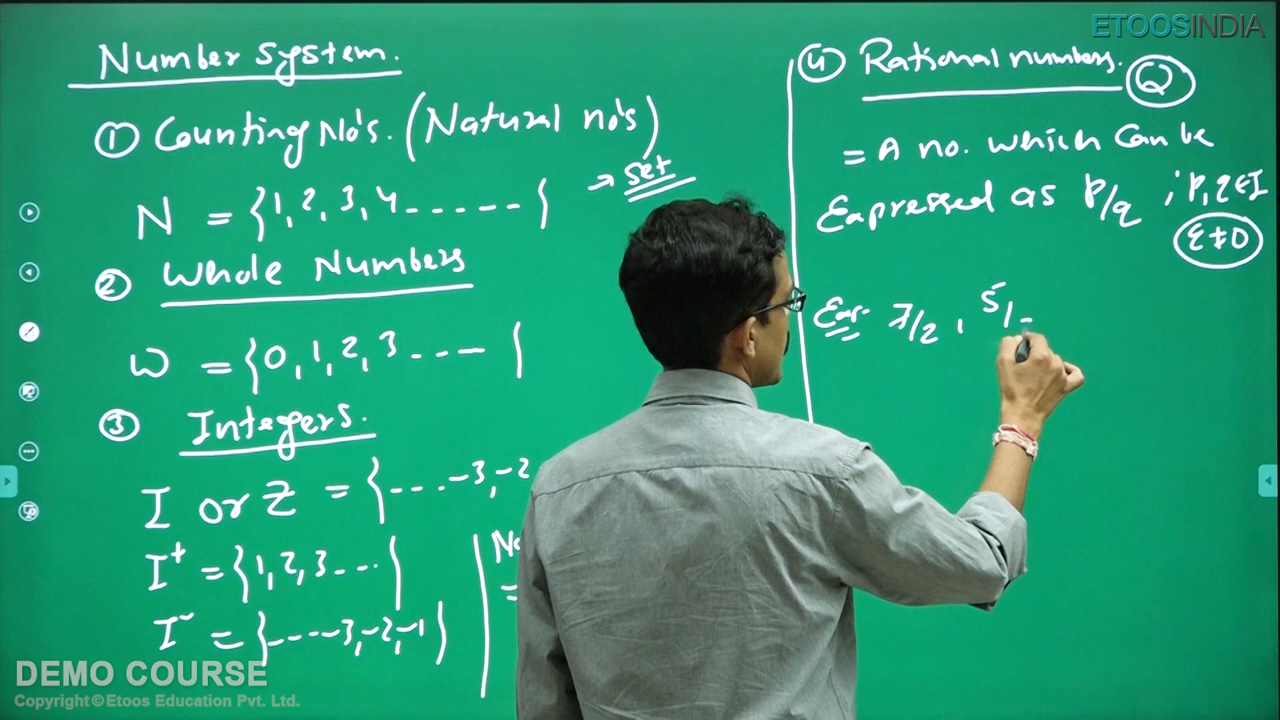 ETOOSINDIA
Number System.
① Counting No's. (Natural no's)
N = {1, 2, 3, 4 ------ } → Set
② Whole Numbers
W = {0, 1, 2, 3 ---- }
③ Integers.
I or Z = {....-3, -2
I⁺ = {1, 2, 3 --- }
I⁻ = {-----3, -2, -1 }
=
④ Rational numbers. Q
= A no. which can be
Expressed as P/q ; P, q ∈ I
q ≠ 0
Ex:- 7/2 , 5/-
DEMO COURSE
Copyright © Etoos Education Pvt. Ltd.